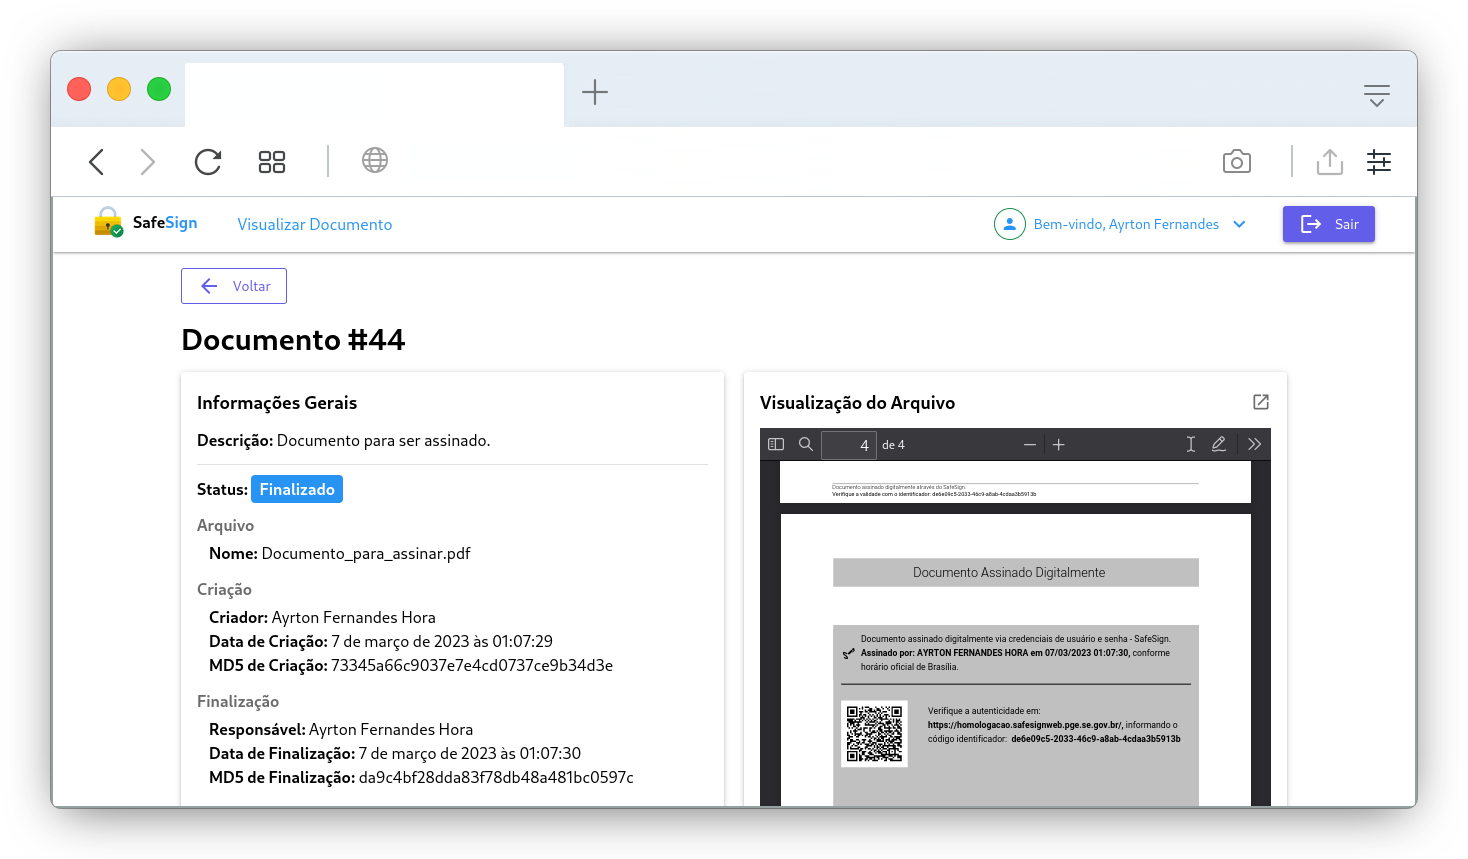 SafeSign
Visualizar Documento
Bem-vindo, Ayrton Fernandes
Sair
Voltar
Documento #44
Informações Gerais
Descrição: Documento para ser assinado.
Status: Finalizado
Arquivo
Nome: Documento_para_assinar.pdf
Criação
Criador: Ayrton Fernandes Hora
Data de Criação: 7 de março de 2023 às 01:07:29
MD5 de Criação: 73345a66c9037e7e4cd0737ce9b34d3e
Finalização
Responsável: Ayrton Fernandes Hora
Data de Finalização: 7 de março de 2023 às 01:07:30
MD5 de Finalização: da9c4bf28dda83f78db48a481bc0597c
Visualização do Arquivo
4 de 4
Documento assinado digitalmente através do SafeSign.
Verifique a validade com o identificador: de6e09c5-2033-46c9-a8ab-4cdaa3b5913b
Documento Assinado Digitalmente
Documento assinado digitalmente via credenciais de usuário e senha - SafeSign.
Assinado por: AYRTON FERNANDES HORA em 07/03/2023 01:07:30, conforme
horário oficial de Brasília.
Verifique a autenticidade em:
https://homologacao.safesignweb.pge.se.gov.br/, informando o
código identificador: de6e09c5-2033-46c9-a8ab-4cdaa3b5913b